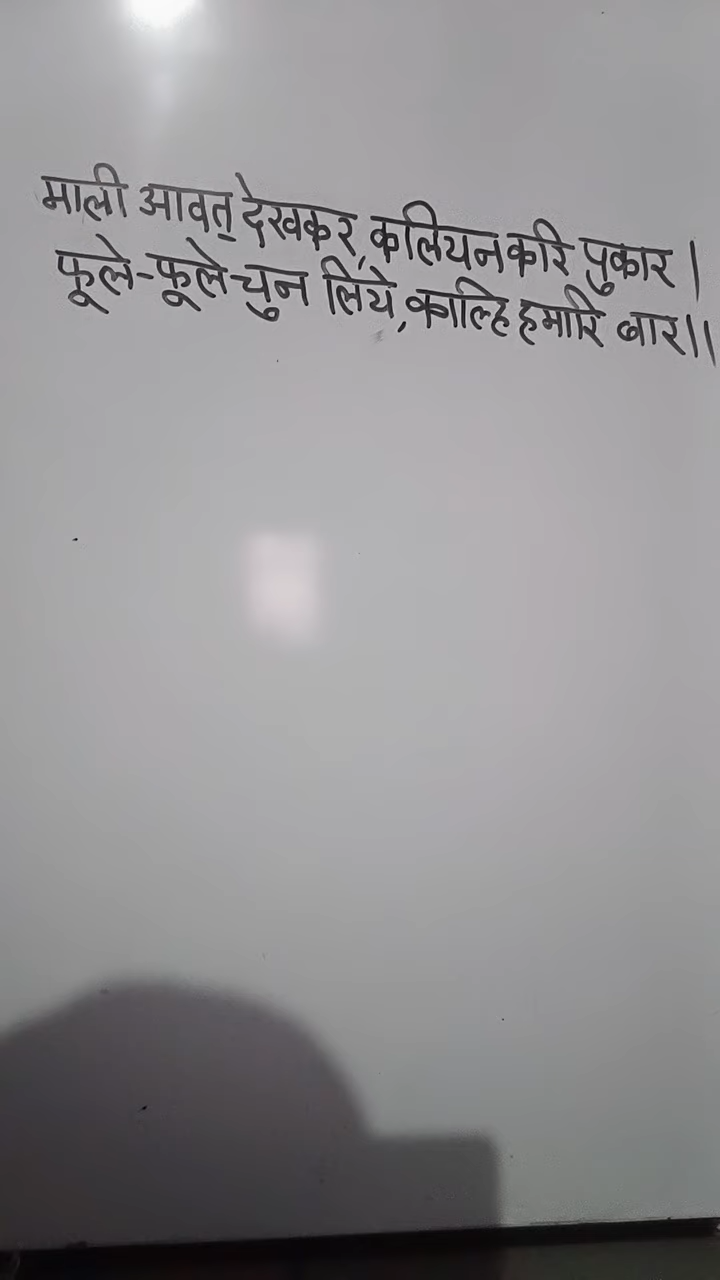 माली आवत देखकर, कलियन करि पुकार |
फूले-फूले चुन लिये, काल्हि हमारि बार||